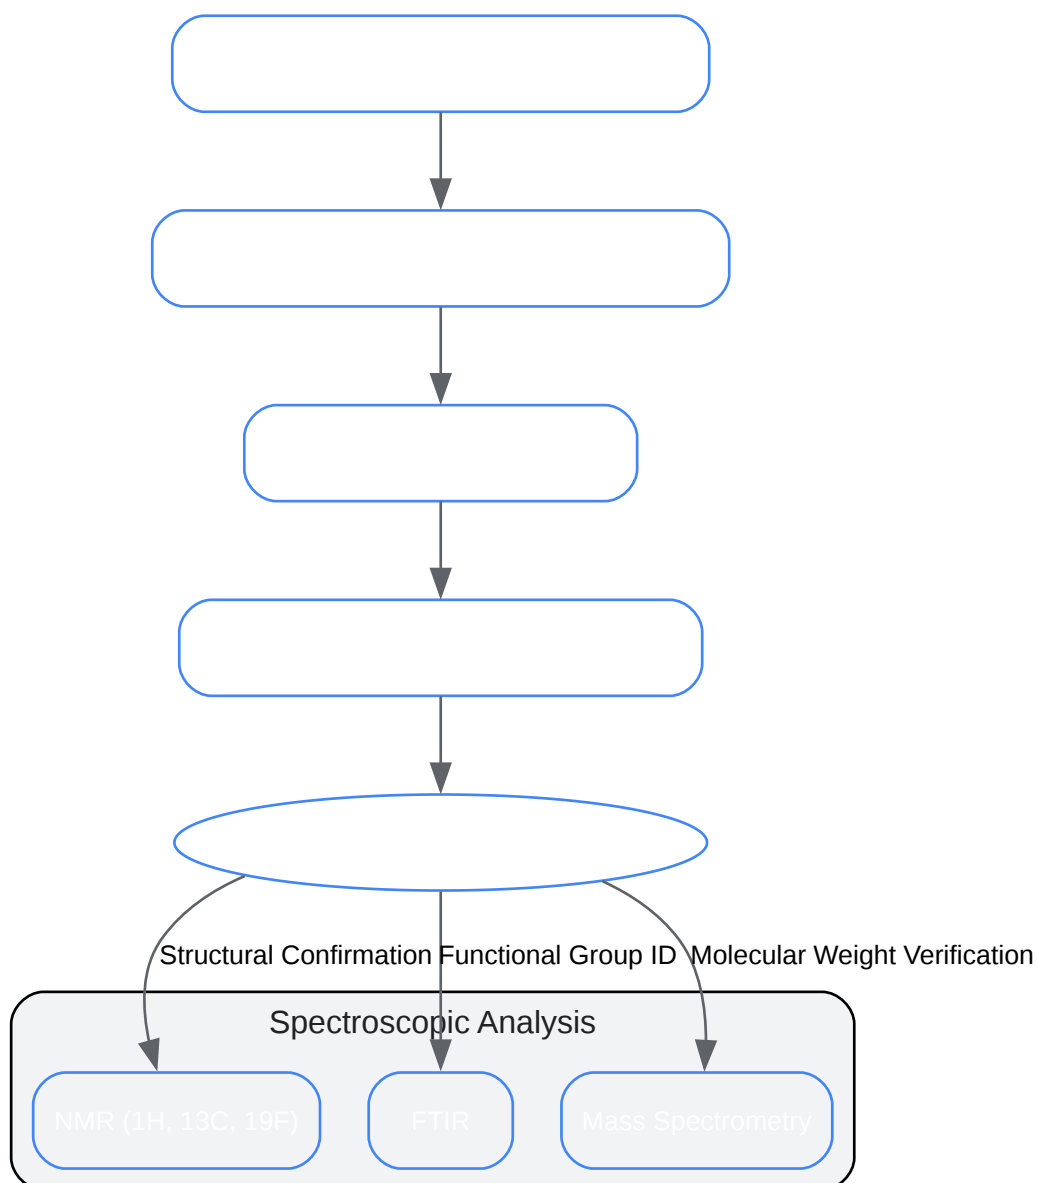 Structural Confirmation
Functional Group ID
Molecular Weight Verification
Spectroscopic Analysis
NMR (1H, 13C, 19F)
FTIR
Mass Spectrometry